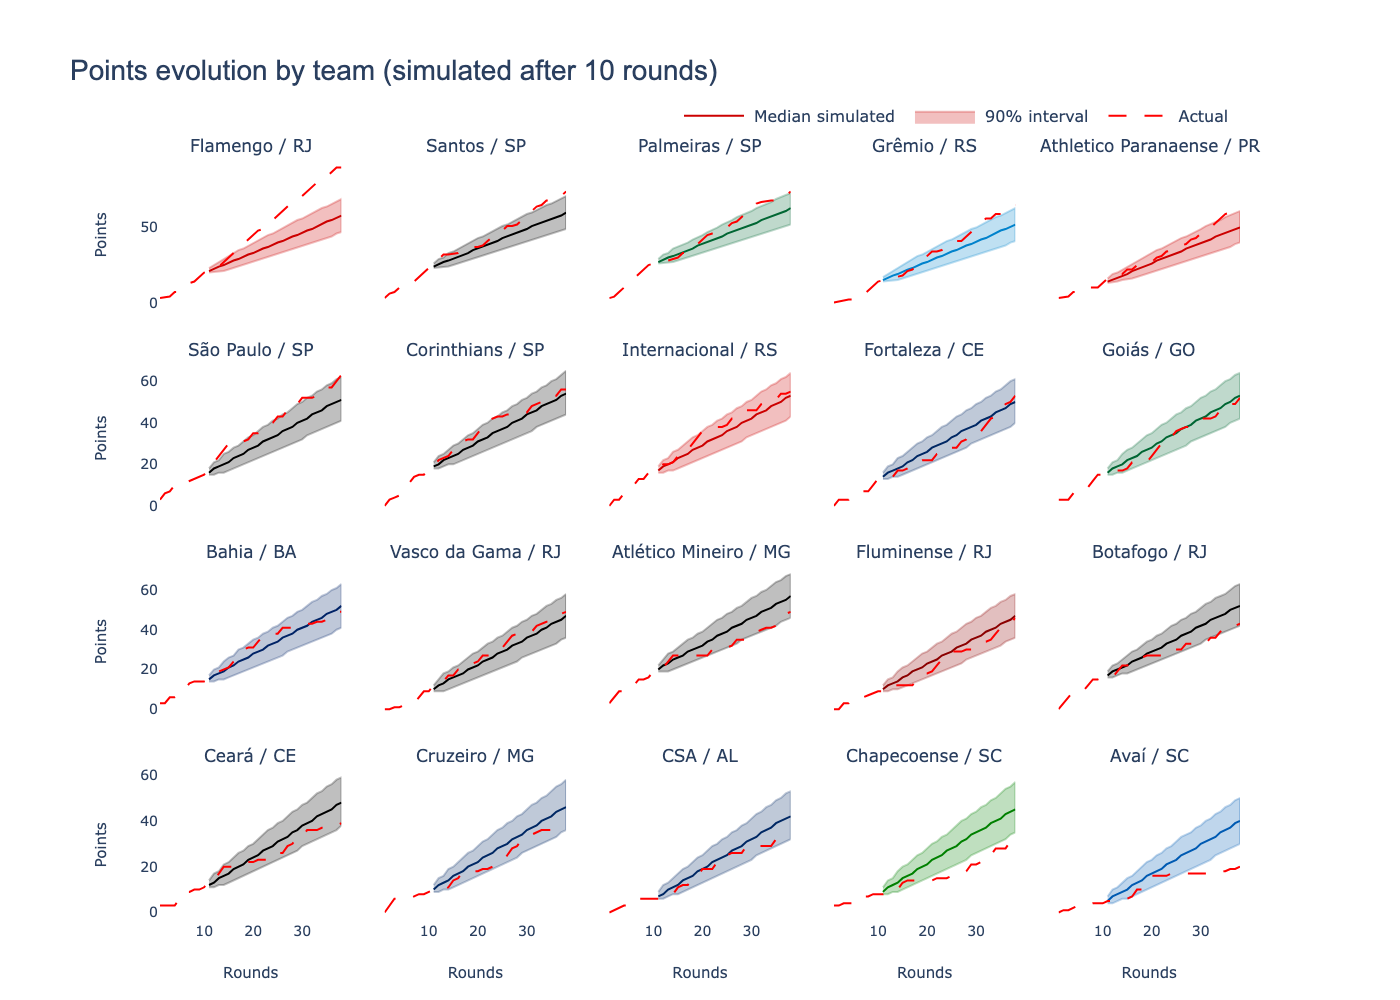 Points evolution by team (simulated after 10 rounds)
Median simulated 90% interval Actual
Flamengo / RJ Santos / SP Palmeiras / SP Grêmio / RS Athletico Paranaense / PR
Points
50
0
São Paulo / SP Corinthians / SP Internacional / RS Fortaleza / CE Goiás / GO
Points
60
40
20
0
Bahia / BA Vasco da Gama / RJ Atlético Mineiro / MG Fluminense / RJ Botafogo / RJ
Points
60
40
20
0
Ceará / CE Cruzeiro / MG CSA / AL Chapecoense / SC Avaí / SC
Points
60
40
20
0
10 20 30 10 20 30 10 20 30 10 20 30 10 20 30
Rounds Rounds Rounds Rounds Rounds